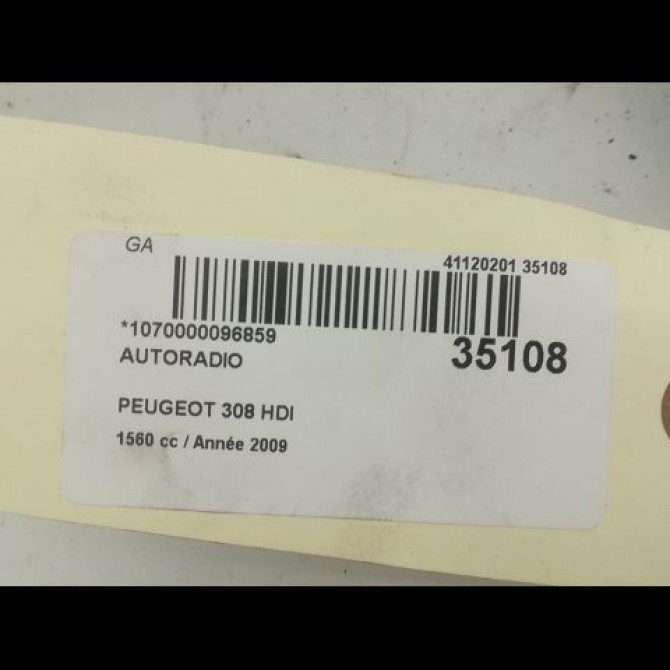 GA
41120201 35108
*1070000096859
35108
AUTORADIO
PEUGEOT 308 HDI
1560 cc / Année 2009